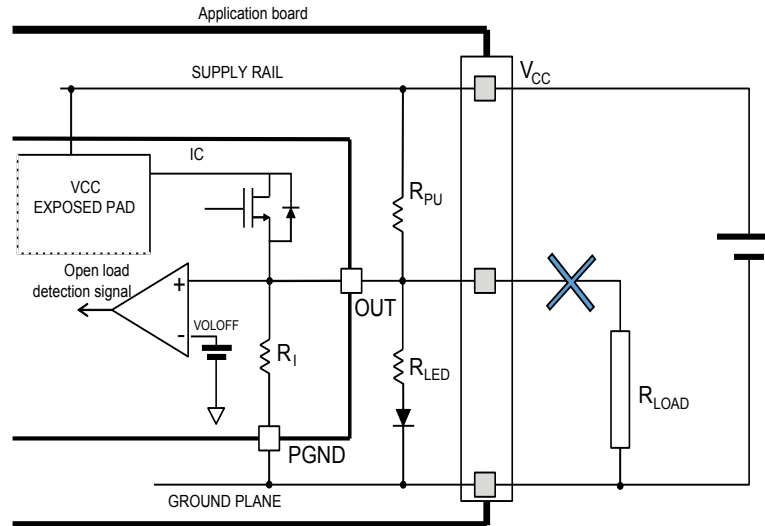 Application board
SUPPLY RAIL
VCC
IC
VCC
EXPOSED PAD
RPU
Open load
detection signal
+
-
VOLOFF
OUT
RI
RLED
RLOAD
PGND
GROUND PLANE